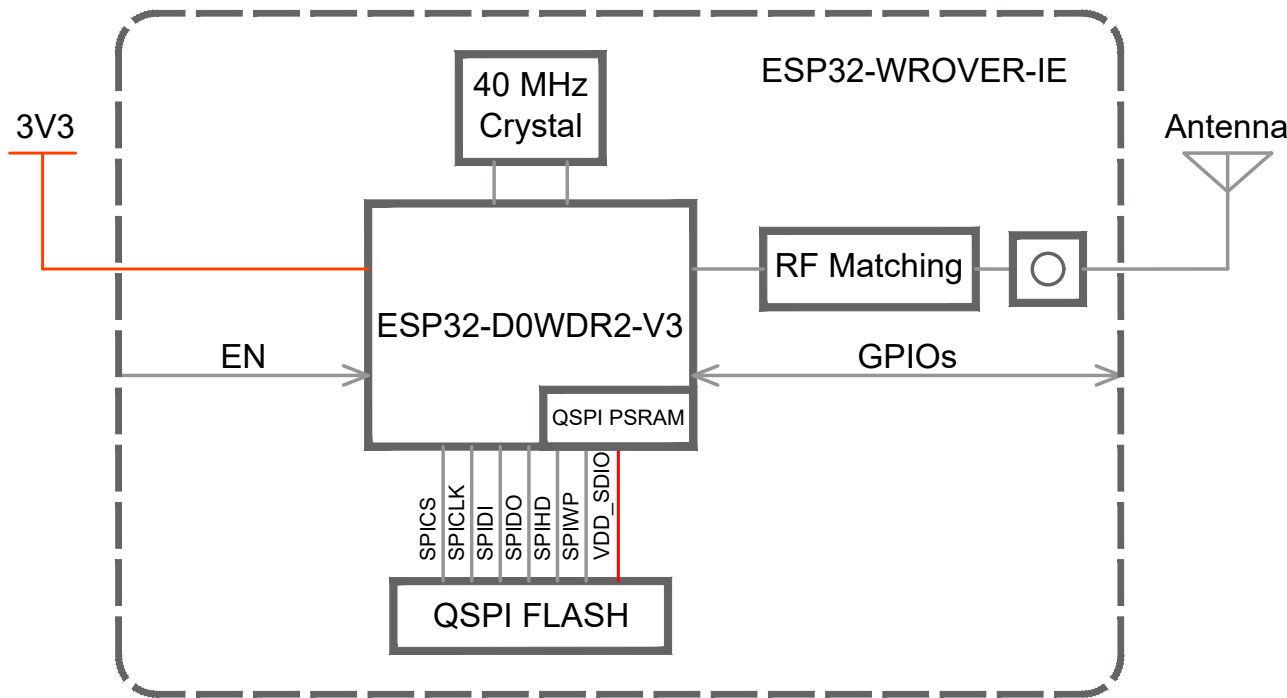 ESP32-WROVER-IE
40 MHz
Crystal
3V3
Antenna
RF Matching
ESP32-D0WDR2-V3
EN
GPIOs
QSPI PSRAM
SPICS
SPICLK
SPIDI
SPIDO
SPIHD
SPIWP
VDD_SDIO
QSPI FLASH